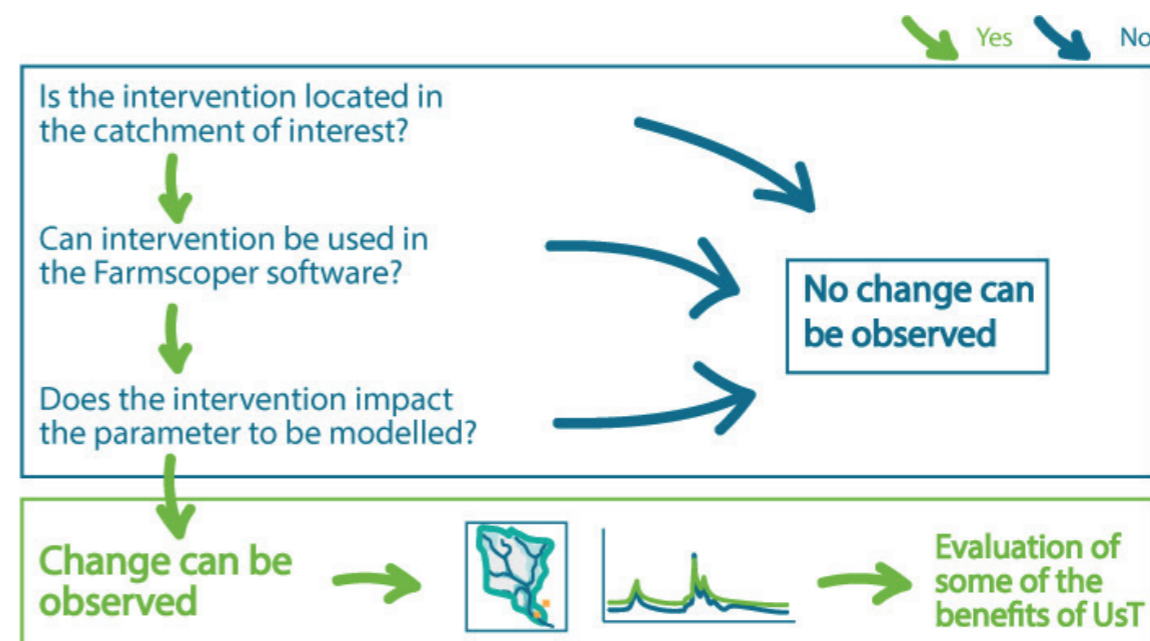 Yes No
Is the intervention located in
the catchment of interest?
Can intervention be used in
the Farmscoper software?
No change can
be observed
Does the intervention impact
the parameter to be modelled?
Change can be
observed
Evaluation of
some of the
benefits of UsT